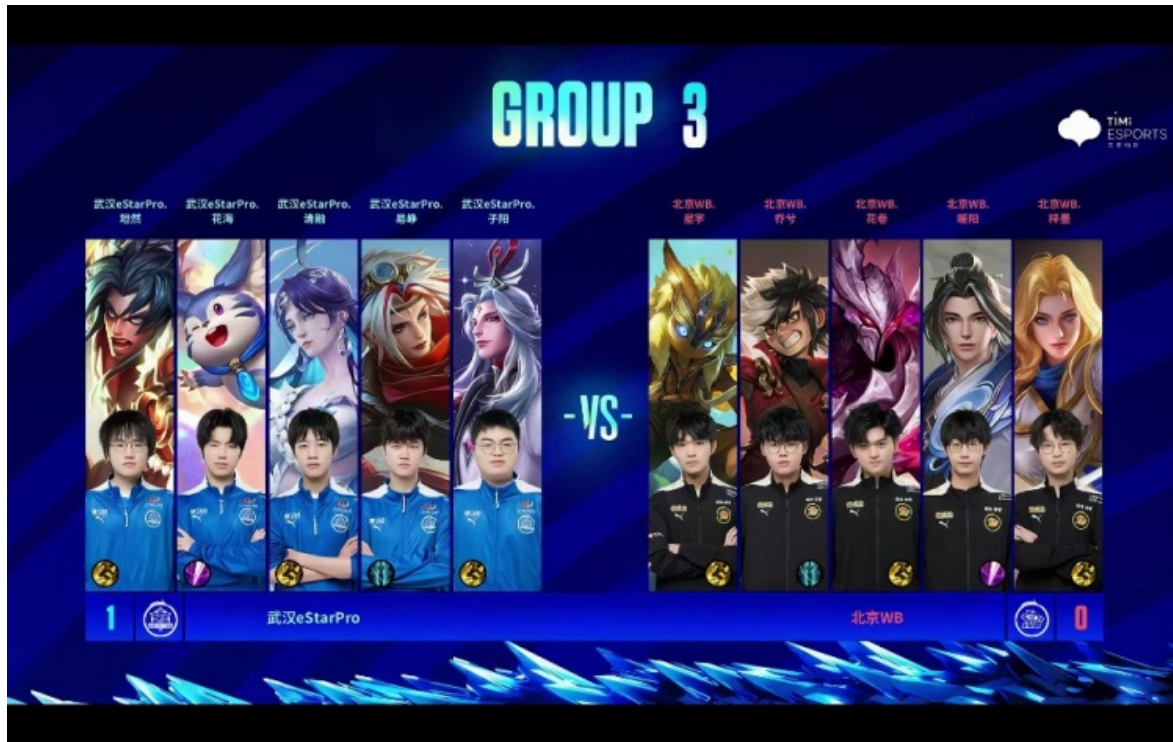 GROUP 3
TiMi
ESPORTS
武汉eStarPro.
坦然
武汉eStarPro.
花海
武汉eStarPro.
清融
武汉eStarPro.
易峥
武汉eStarPro.
子阳
北京WB.
星宇
北京WB.
乔兮
北京WB.
花卷
北京WB.
暖阳
北京WB.
梓墨
-VS-
1
武汉eStarPro
北京WB
0